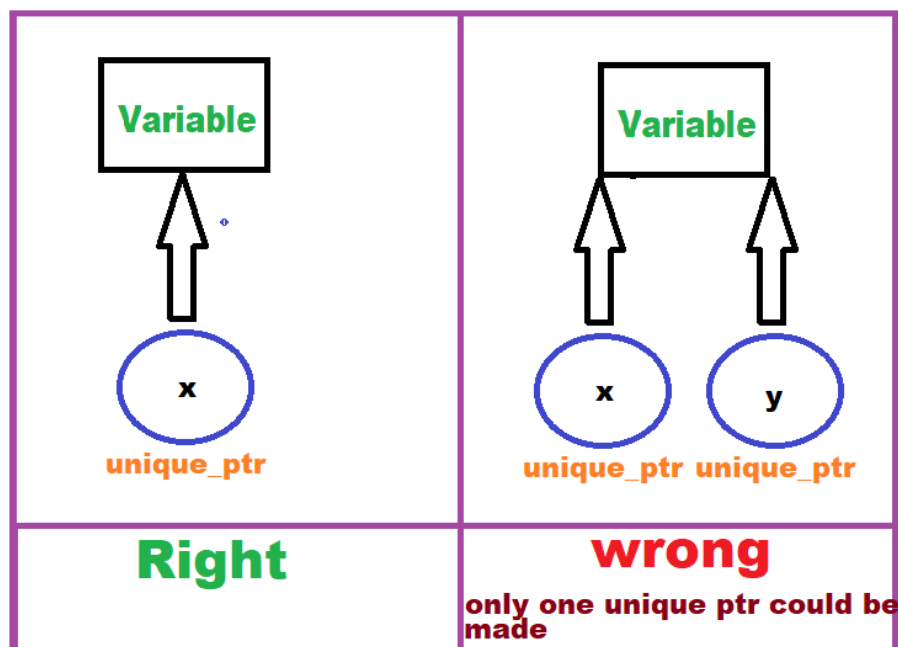 Variable
x
unique_ptr
Right
Variable
x
y
unique_ptr unique_ptr
wrong
only one unique ptr could be
made